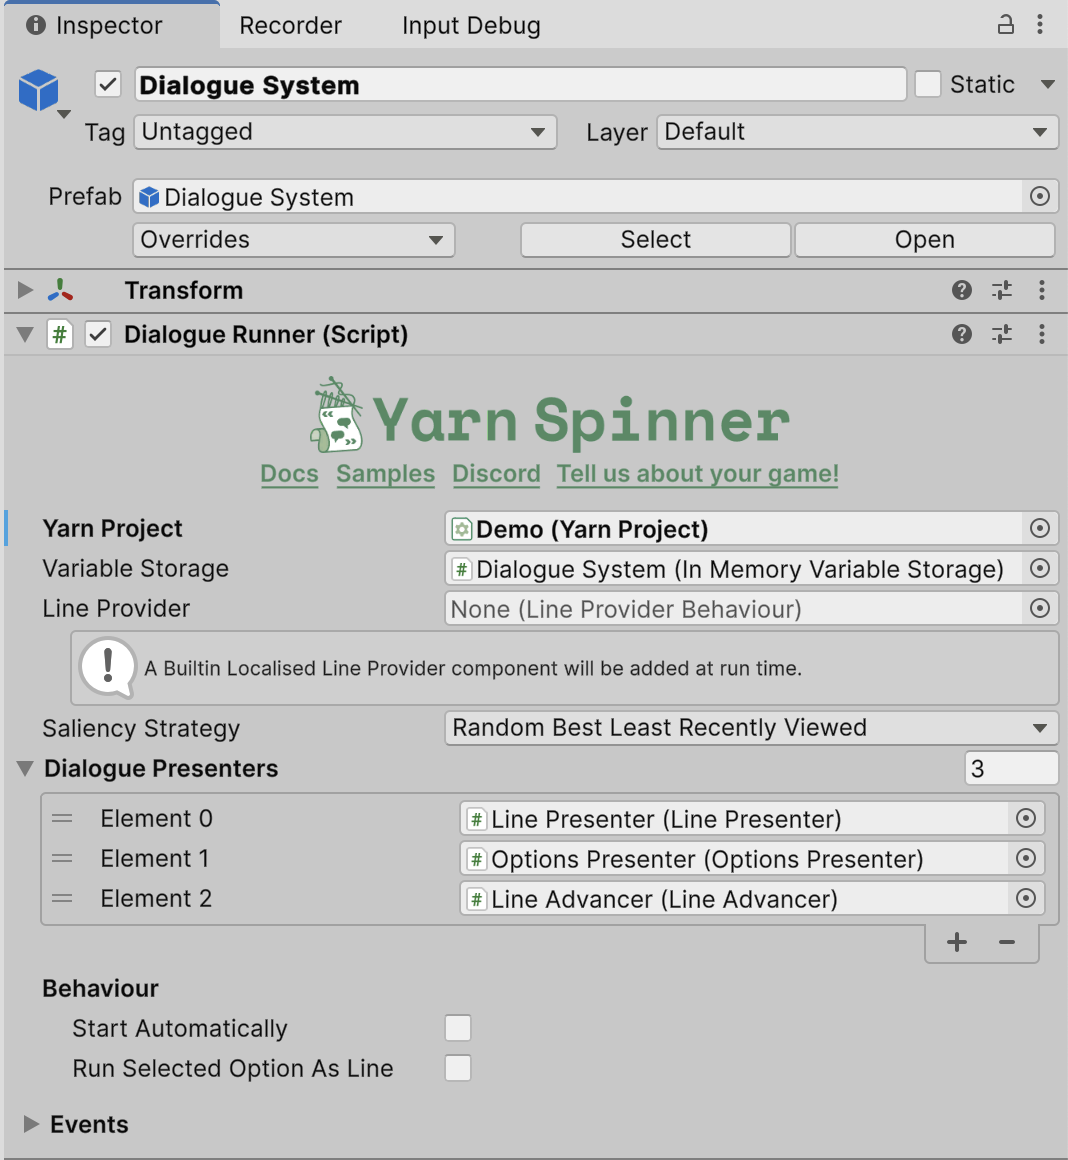 Inspector Recorder Input Debug
Dialogue System Static
Tag Untagged Layer Default
Prefab Dialogue System
Overrides Select Open
Transform
# Dialogue Runner (Script)
Yarn Spinner
Docs Samples Discord Tell us about your game!
Yarn Project Demo (Yarn Project)
Variable Storage # Dialogue System (In Memory Variable Storage)
Line Provider None (Line Provider Behaviour)
A Builtin Localised Line Provider component will be added at run time.
Saliency Strategy Random Best Least Recently Viewed
Dialogue Presenters 3
Element 0 # Line Presenter (Line Presenter)
Element 1 # Options Presenter (Options Presenter)
Element 2 # Line Advancer (Line Advancer)
+ −
Behaviour
Start Automatically
Run Selected Option As Line
Events